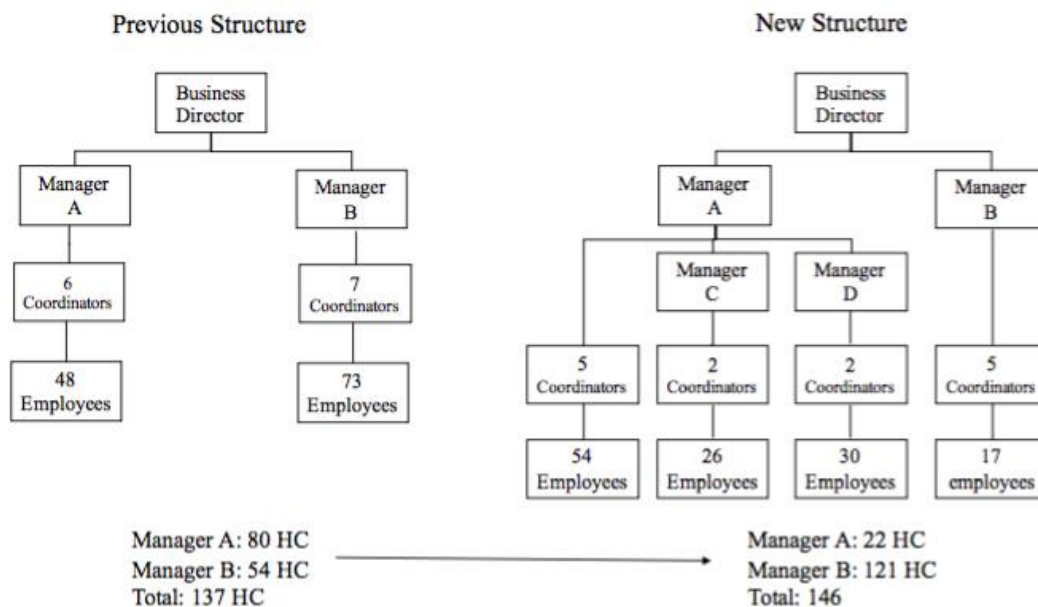 Previous Structure
Business
Director
Manager
A
Manager
B
6
Coordinators
7
Coordinators
48
Employees
73
Employees
Manager A: 80 HC
Manager B: 54 HC
Total: 137 HC
New Structure
Business
Director
Manager
A
Manager
B
Manager
C
Manager
D
5
Coordinators
2
Coordinators
2
Coordinators
5
Coordinators
54
Employees
26
Employees
30
Employees
17
employees
Manager A: 22 HC
Manager B: 121 HC
Total: 146